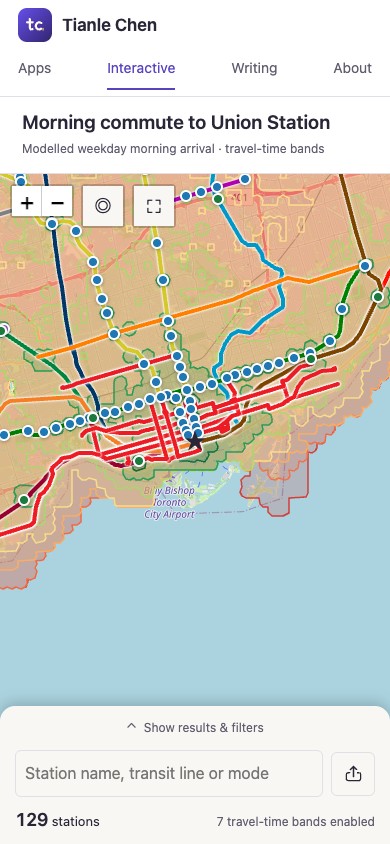 tc
Tianle Chen
Apps Interactive Writing About
Morning commute to Union Station
Modelled weekday morning arrival · travel-time bands
+ −
401
Billy Bishop
Toronto
City Airport
Show results & filters
Station name, transit line or mode
129 stations 7 travel-time bands enabled